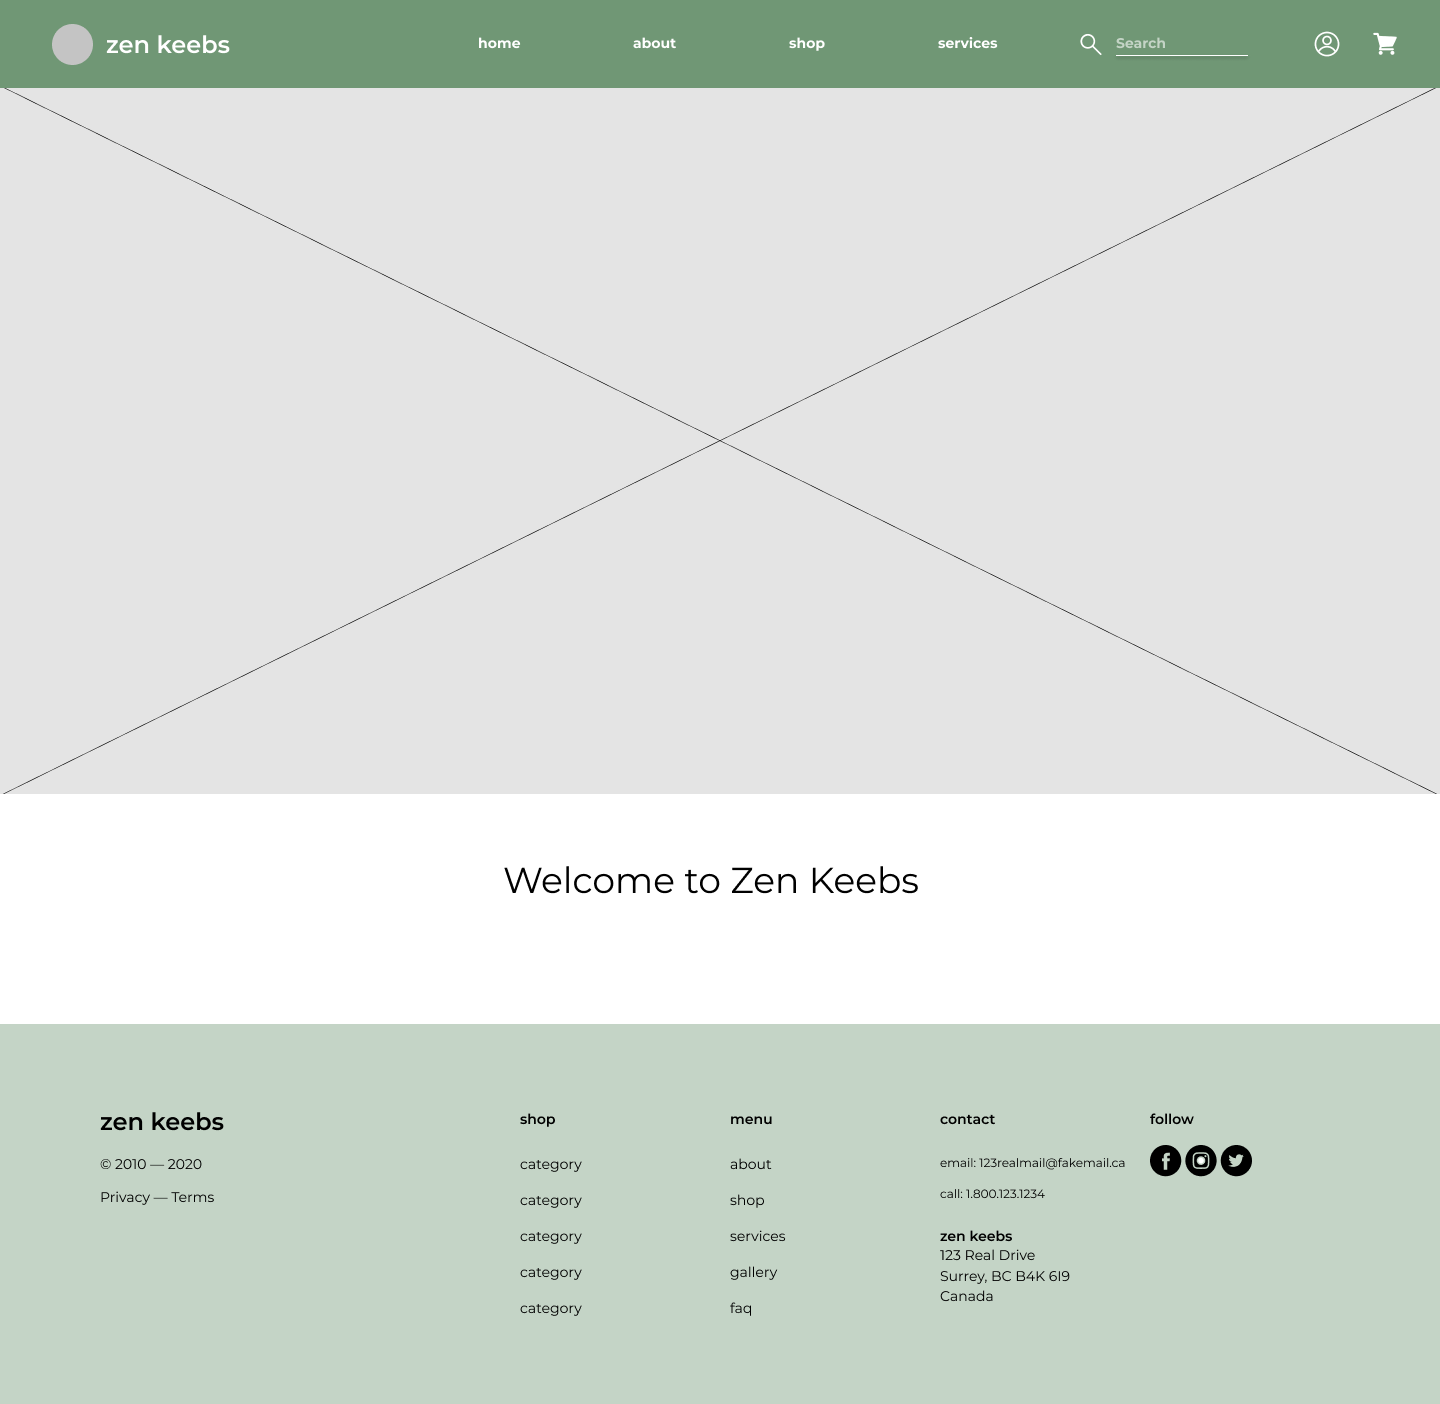 zen keebs
home about shop services Search
Welcome to Zen Keebs
zen keebs
© 2010 — 2020
Privacy — Terms
shop
category
category
category
category
category
menu
about
shop
services
gallery
faq
contact
email: 123realmail@fakemail.ca
call: 1.800.123.1234
zen keebs
123 Real Drive
Surrey, BC B4K 6I9
Canada
follow